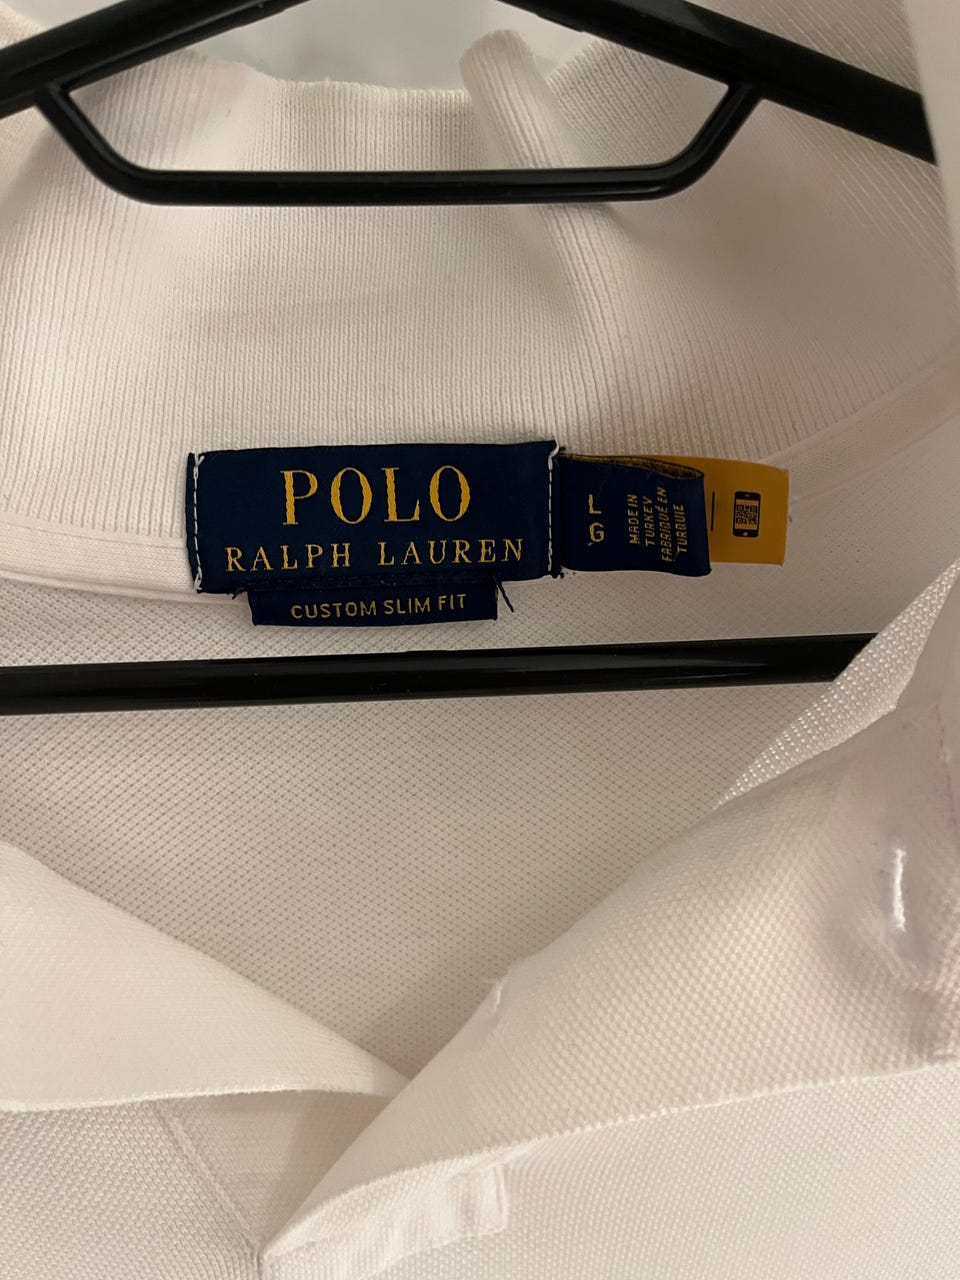 POLO
RALPH LAUREN
CUSTOM SLIM FIT
L
G
MADE IN
TURKEY
FABRIQUÉ EN
TURQUIE